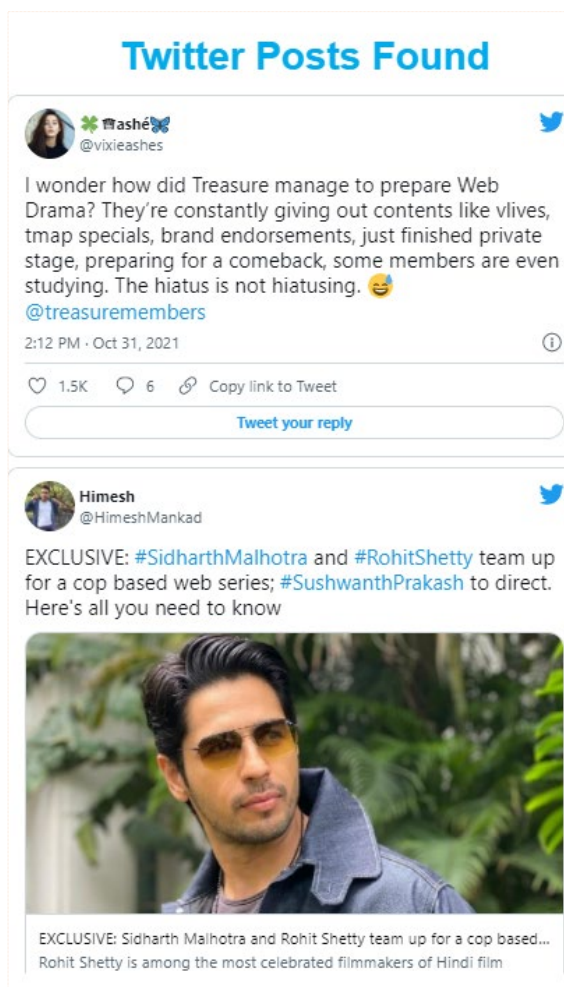 Twitter Posts Found
🍀 ashé🦋
@vixieashes
I wonder how did Treasure manage to prepare Web
Drama? They’re constantly giving out contents like vlives,
tmap specials, brand endorsements, just finished private
stage, preparing for a comeback, some members are even
studying. The hiatus is not hiatusing. 😅
@treasuremembers
2:12 PM · Oct 31, 2021
1.5K 6 Copy link to Tweet
Tweet your reply
Himesh
@HimeshMankad
EXCLUSIVE: #SidharthMalhotra and #RohitShetty team up
for a cop based web series; #SushwanthPrakash to direct.
Here's all you need to know
EXCLUSIVE: Sidharth Malhotra and Rohit Shetty team up for a cop based...
Rohit Shetty is among the most celebrated filmmakers of Hindi film